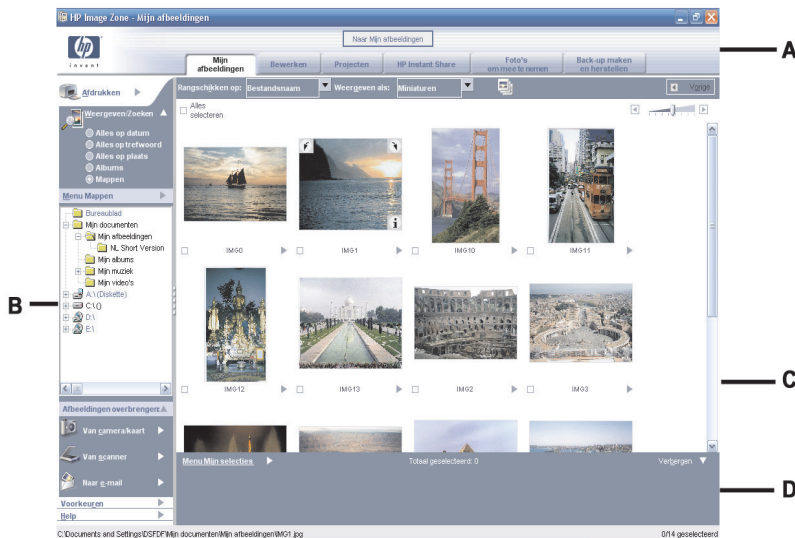 HP Image Zone - Mijn afbeeldingen
Naar Mijn afbeeldingen
hp
invent
Mijn afbeeldingen
Bewerken
Projecten
HP Instant Share
Foto's om mee te nemen
Back-up maken en herstellen
A
Afdrukken
Rangschikken op: Bestandsnaam
Weergeven als: Miniaturen
Vorige
Weergeven/Zoeken
Alles selecteren
Alles op datum
Alles op trefwoord
Alles op plaats
Albums
Mappen
Menu Mappen
Bureaublad
Mijn documenten
Mijn afbeeldingen
NL Short Version
Mijn albums
Mijn muziek
Mijn video's
A:\ (Diskette)
C:\ ()
D:\
E:\
B
IMG0
IMG1
i
IMG10
IMG11
IMG12
IMG13
IMG2
IMG3
C
Afbeeldingen overbrengen:
Van camera/kaart
Van scanner
Naar e-mail
Voorkeuren
Help
Menu Mijn selecties
Totaal geselecteerd: 0
Verbergen
D
C:\Documents and Settings\DSFDF\Mijn documenten\Mijn afbeeldingen\IMG1.jpg
0/14 geselecteerd